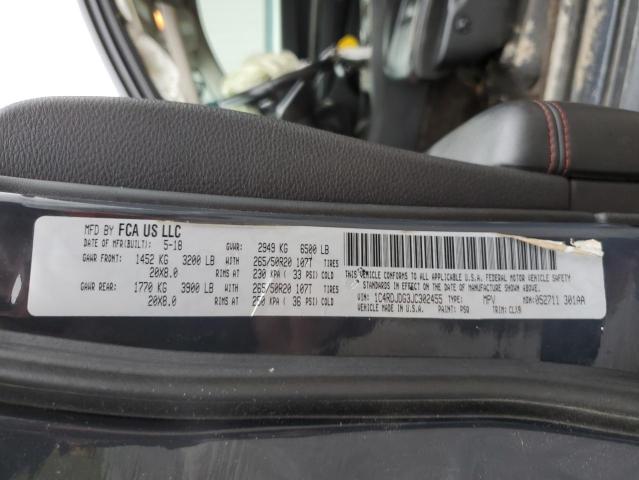 MFD BY FCA US LLC
DATE OF MFR(BUILT): 5-18 GVWR: 2949 KG 6500 LB
GAWR FRONT: 1452 KG 3200 LB WITH 265/50R20 107T TIRES
20X8.0 RIMS AT 230 KPA ( 33 PSI) COLD
GAWR REAR: 1770 KG 3900 LB WITH 265/50R20 107T TIRES
20X8.0 RIMS AT 250 KPA ( 36 PSI) COLD
THIS VEHICLE CONFORMS TO ALL APPLICABLE U.S.A. FEDERAL MOTOR VEHICLE SAFETY
STANDARDS IN EFFECT ON THE DATE OF MANUFACTURE SHOWN ABOVE.
VIN: 1C4RDJDG3JC302455 TYPE: MPV MDH: 052711 301AA
VEHICLE MADE IN U.S.A. PAINT: PSQ TRIM: CLX9